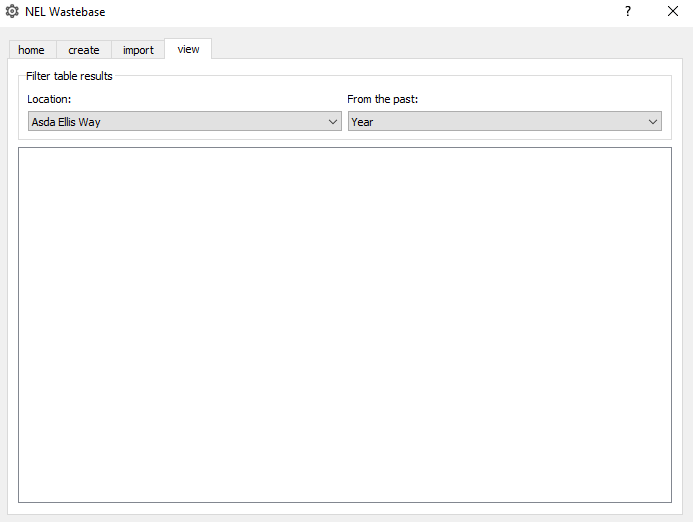 NEL Wastebase
?
home create import view
Filter table results
Location: From the past:
Asda Ellis Way Year